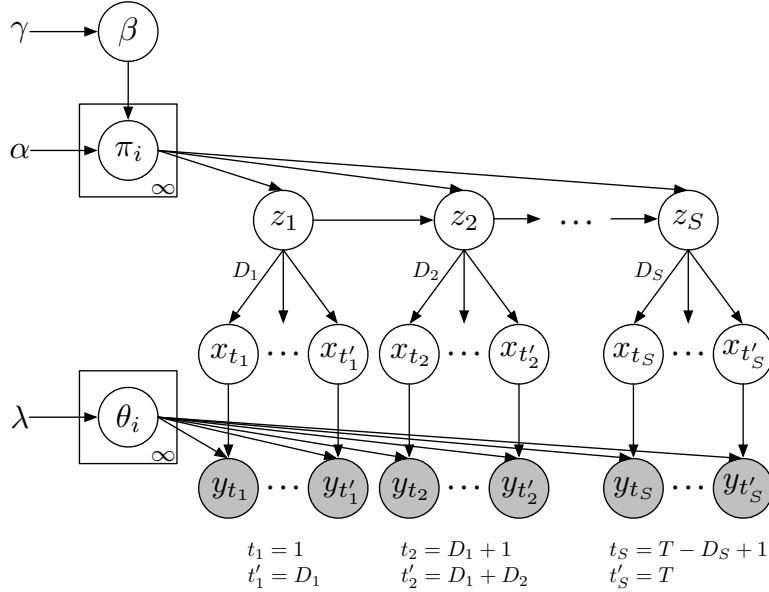 γ β
α π_i
∞
z_1 z_2 ⋯ z_S
D_1 D_2 D_S
x_{t_1} ⋯ x_{t'_1} x_{t_2} ⋯ x_{t'_2} x_{t_S} ⋯ x_{t'_S}
λ θ_i
∞
y_{t_1} ⋯ y_{t'_1} y_{t_2} ⋯ y_{t'_2} y_{t_S} ⋯ y_{t'_S}
t_1 = 1 t_2 = D_1 + 1 t_S = T − D_S + 1
t'_1 = D_1 t'_2 = D_1 + D_2 t'_S = T